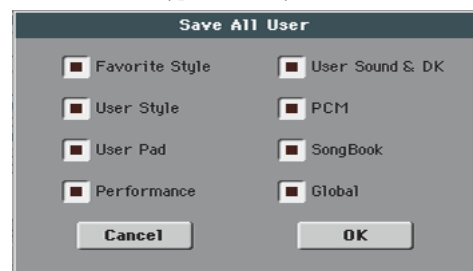 Save All User
Favorite Style User Sound & DK
User Style PCM
User Pad SongBook
Performance Global
Cancel OK